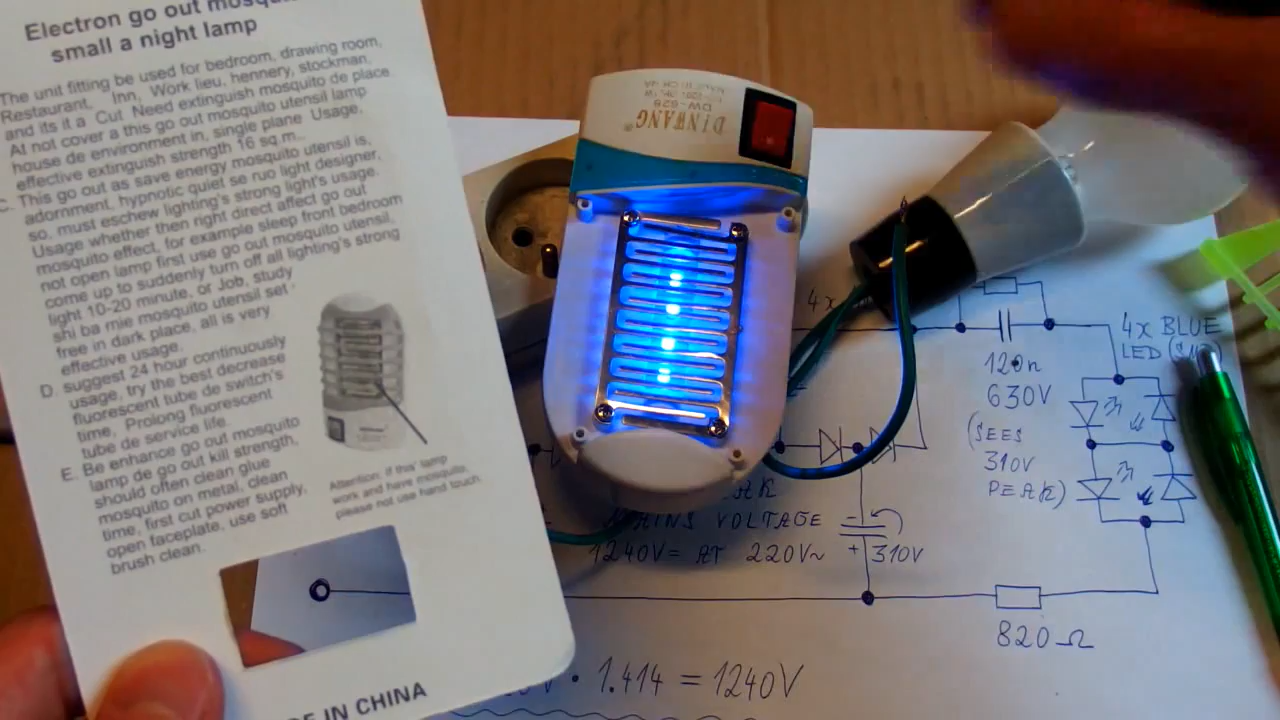 Electron go out
small a night lamp
The unit fitting be used for bedroom, drawing room,
Restaurant, Inn, Work lieu, hennery, stockman,
and its it a Cut Need extinguish mosquito de place.
At not cover a this go out mosquito utensil lamp
house de environment in, single plane Usage,
effective extinguish strength 16 sq.m..
C. This go out as save energy mosquito utensil is,
adornment, hypnotic quiet se ruo light designer,
so, must eschew lighting's strong light's usage.
Usage whether then right direct affect go out
mosquito effect, for example sleep front bedroom
not open lamp first use go out mosquito utensil,
come up to suddenly turn off all lighting's strong
light 10-20 minute, or Job, study
shi ba mie mosquito utensil set
free in dark place, all is very
effective usage.
D. suggest 24 hour continuously
usage, try the best decrease
fluorescent tube de switch's
time, Prolong fluorescent
tube de service life.
E. Be enhance go out mosquito
lamp de go out kill strength,
should often clean glue
mosquito on metal, clean
time, first cut power supply,
open faceplate, use soft
brush clean.
Attention: if this lamp
work and have mosquito,
please not use hand touch.
IN CHINA
DINFANG®
DW-626
4x
120n
630V
(SEES
310V
PEAK)
4x BLUE
LED
MAINS VOLTAGE
1240V= AT 220V~
- 
+ 310V
820Ω
· 1.414 = 1240V